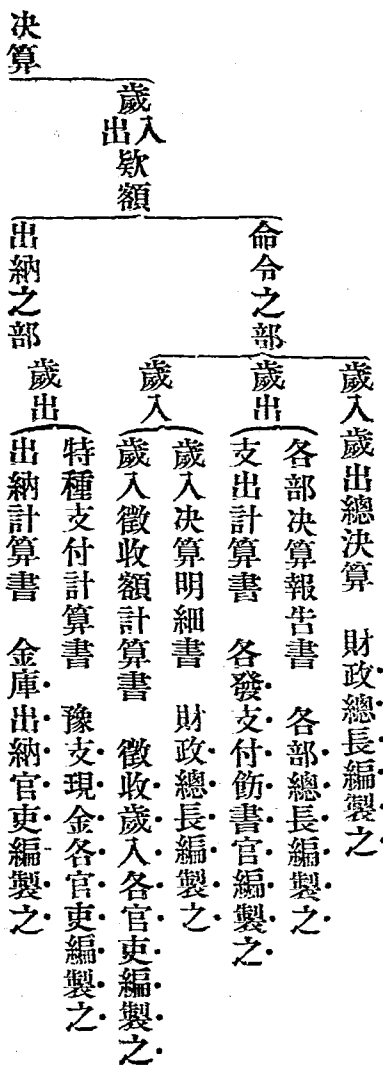 决算
歲入出欵額
命令之部
歲入歲出總決算　財政總長編製之
歲出
各部决算報告書　各部總長編製之
支出計算書　各發支付飭書官編製之
歲入
歲入決算明細書　財政總長編製之
歲入徵收額計算書　徵收歲入各官吏編製之
出納之部
歲出
特種支付計算書　豫支現金各官吏編製之
出納計算書　金庫出納官吏編製之